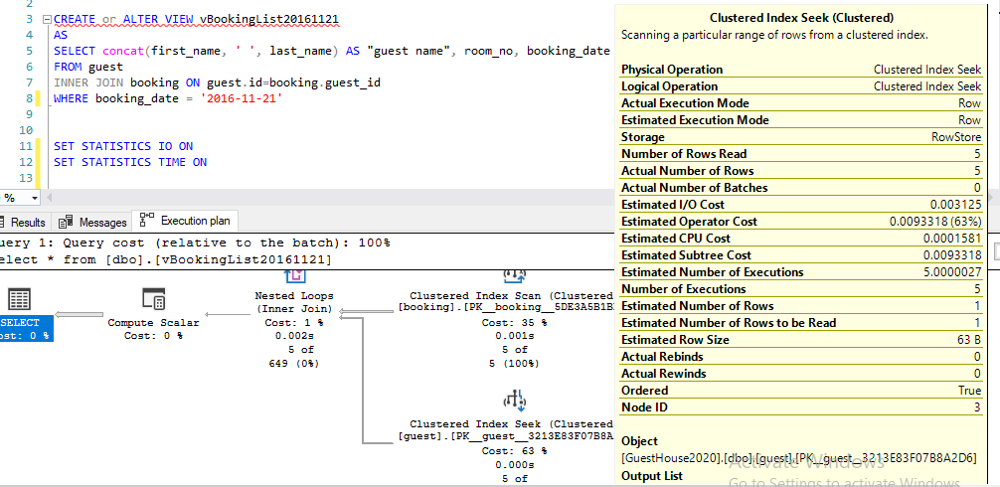 2
3 CREATE or ALTER VIEW vBookingList20161121
4 AS
5 SELECT concat(first_name, ' ', last_name) AS "guest name", room_no, booking_date
6 FROM guest
7 INNER JOIN booking ON guest.id=booking.guest_id
8 WHERE booking_date = '2016-11-21'
9
10
11 SET STATISTICS IO ON
12 SET STATISTICS TIME ON
13
%
Results Messages Execution plan
uery 1: Query cost (relative to the batch): 100%
elect * from [dbo].[vBookingList20161121]
SELECT
ost: 0 %
Compute Scalar
Cost: 0 %
Nested Loops
(Inner Join)
Cost: 1 %
0.002s
5 of
649 (0%)
Clustered Index Scan (Clustered
[booking].[PK__booking__5DE3A5B1B
Cost: 35 %
0.001s
5 of
5 (100%)
Clustered Index Seek (Clustered
[guest].[PK__guest__3213E83F07B8A
Cost: 63 %
0.000s
5 of
Clustered Index Seek (Clustered)
Scanning a particular range of rows from a clustered index.
Physical Operation Clustered Index Seek
Logical Operation Clustered Index Seek
Actual Execution Mode Row
Estimated Execution Mode Row
Storage RowStore
Number of Rows Read 5
Actual Number of Rows 5
Actual Number of Batches 0
Estimated I/O Cost 0.003125
Estimated Operator Cost 0.0093318 (63%)
Estimated CPU Cost 0.0001581
Estimated Subtree Cost 0.0093318
Estimated Number of Executions 5.0000027
Number of Executions 5
Estimated Number of Rows 1
Estimated Number of Rows to be Read 1
Estimated Row Size 63 B
Actual Rebinds 0
Actual Rewinds 0
Ordered True
Node ID 3
Object
[GuestHouse2020].[dbo].[guest].[PK__guest__3213E83F07B8A2D6]
Output List
Activate Windows
Go to Settings to activate Windows.